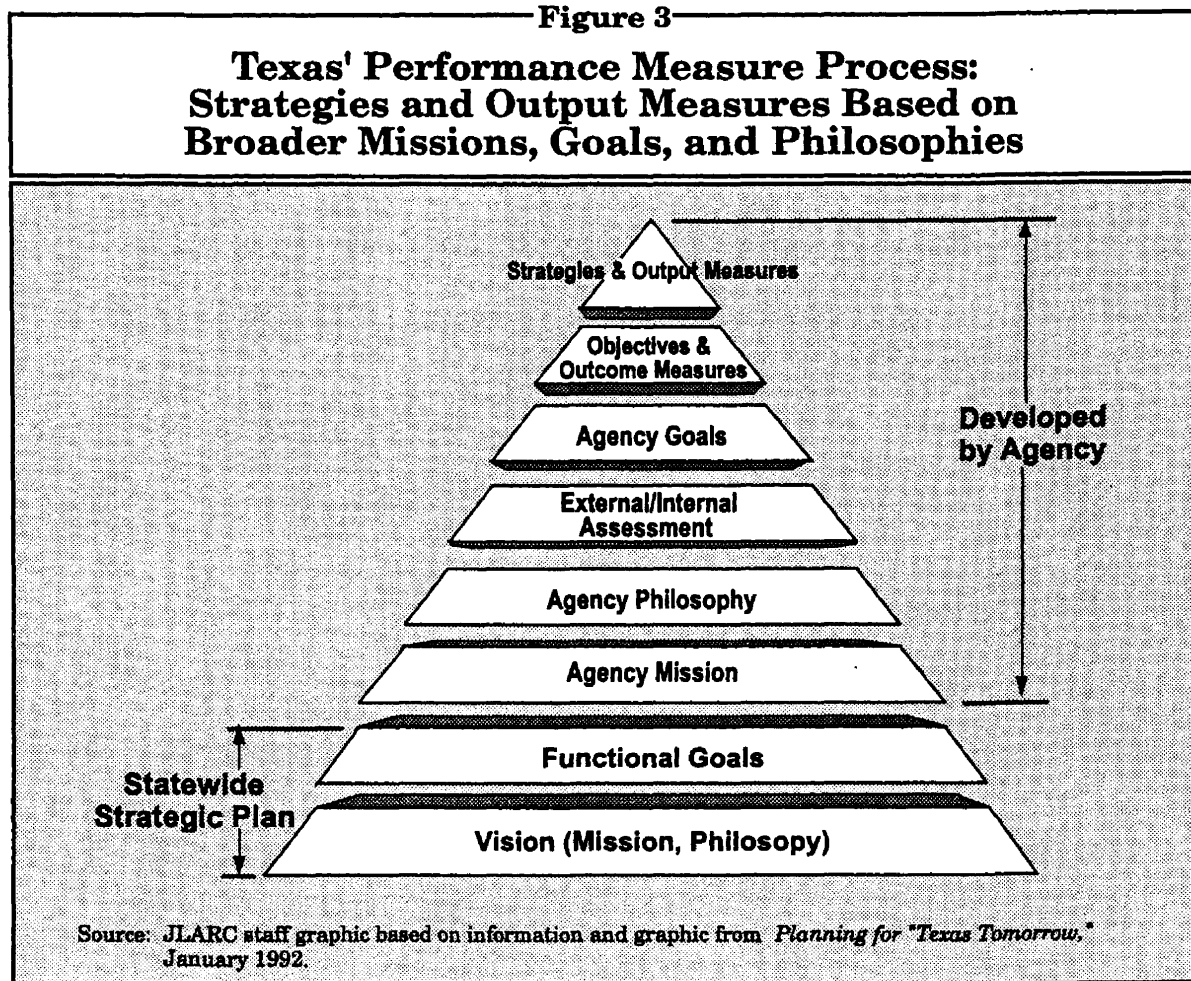 Figure 3
Texas' Performance Measure Process:
Strategies and Output Measures Based on
Broader Missions, Goals, and Philosophies
Strategies & Output Measures
Objectives &
Outcome Measures
Agency Goals
External/Internal
Assessment
Agency Philosophy
Agency Mission
Developed
by Agency
Functional Goals
Vision (Mission, Philosopy)
Statewide
Strategic Plan
Source: JLARC staff graphic based on information and graphic from Planning for "Texas Tomorrow,"
January 1992.